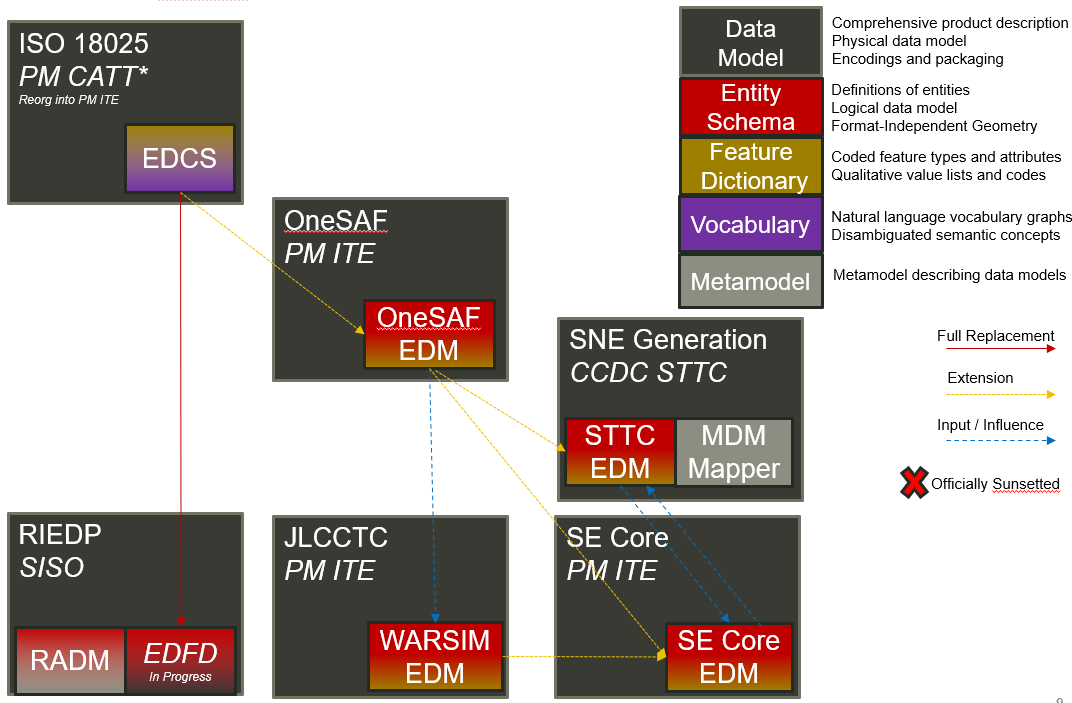 ISO 18025
PM CATT*
Reorg into PM ITE
EDCS
OneSAF
PM ITE
OneSAF
EDM
SNE Generation
CCDC STTC
STTC
EDM
MDM
Mapper
RIEDP
SISO
RADM
EDFD
In Progress
JLCCTC
PM ITE
WARSIM
EDM
SE Core
PM ITE
SE Core
EDM
Data
Model
Comprehensive product description
Physical data model
Encodings and packaging
Entity
Schema
Definitions of entities
Logical data model
Format-Independent Geometry
Feature
Dictionary
Coded feature types and attributes
Qualitative value lists and codes
Vocabulary
Natural language vocabulary graphs
Disambiguated semantic concepts
Metamodel
Metamodel describing data models
Full Replacement
Extension
Input / Influence
Officially Sunsetted